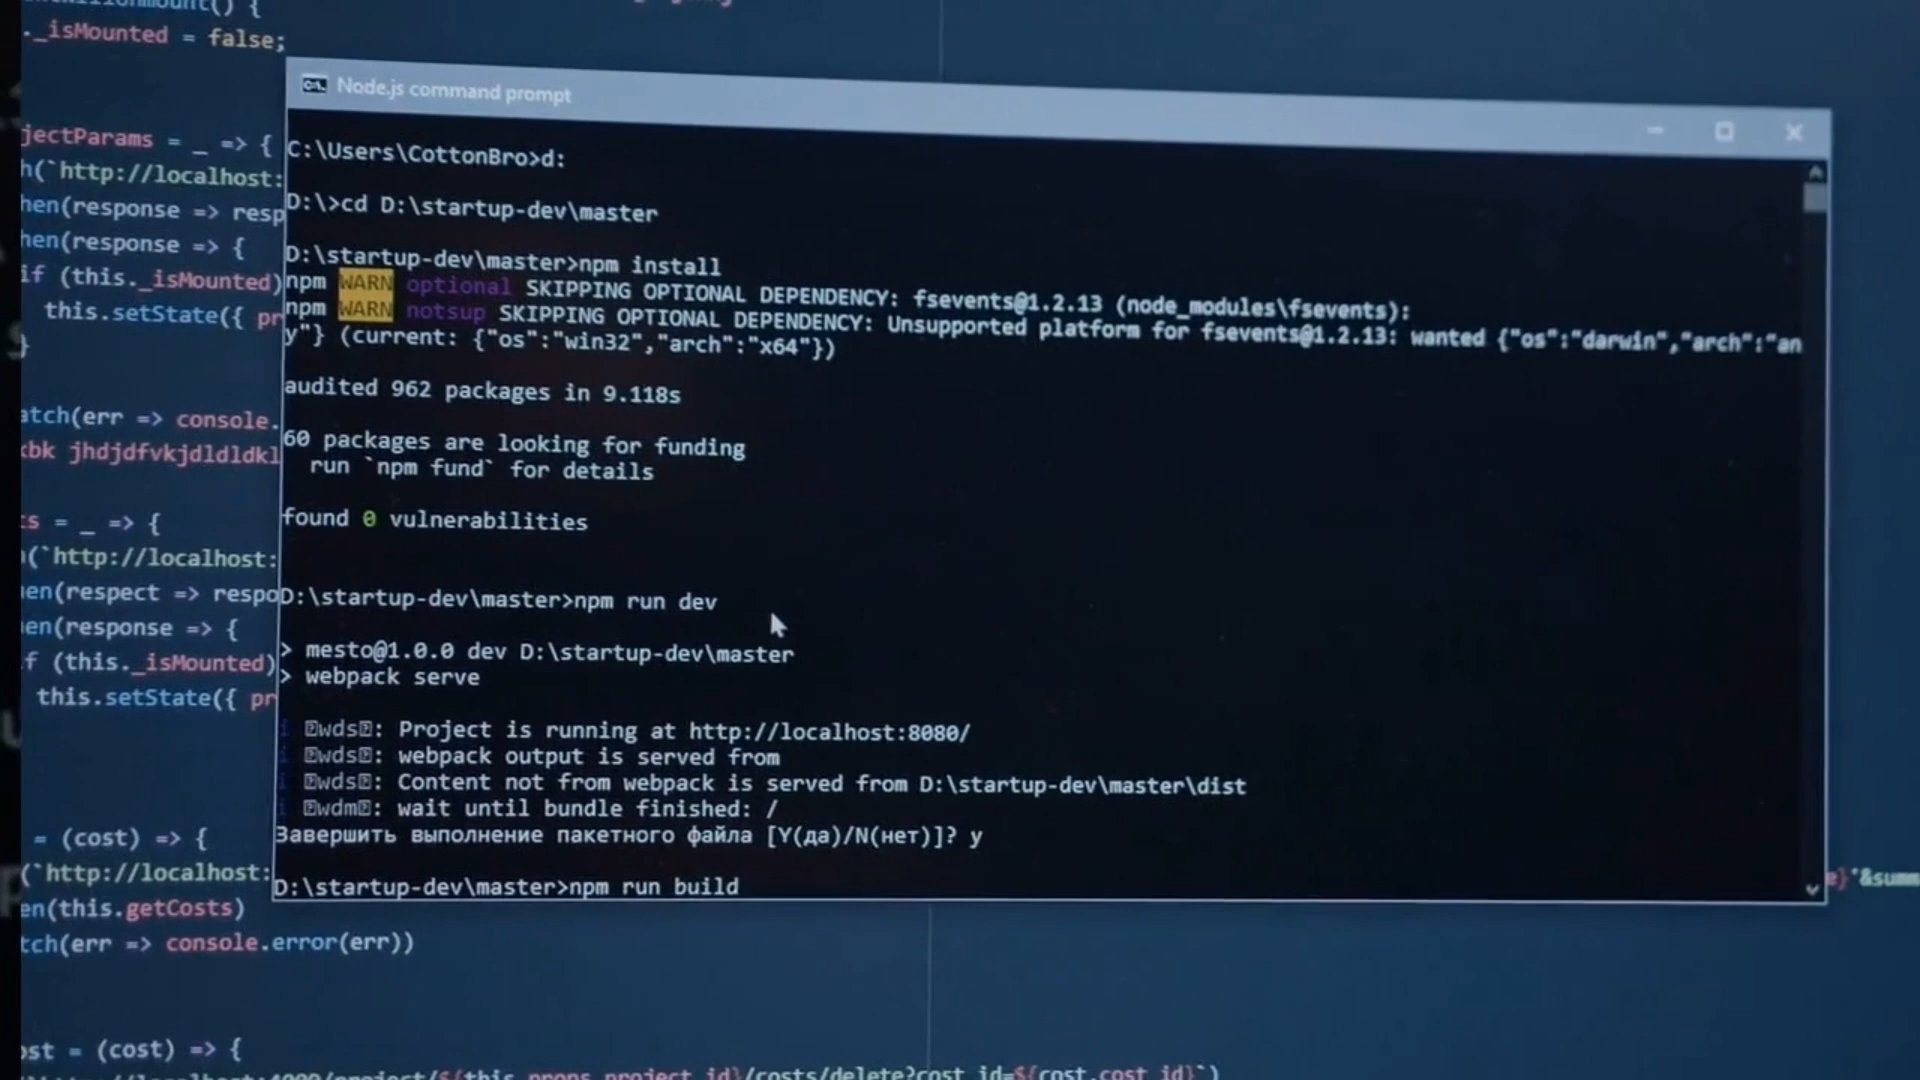 ._isMounted = false;
Node.js command prompt
C:\Users\CottonBro>d:
D:\>cd D:\startup-dev\master
D:\startup-dev\master>npm install
npm WARN optional SKIPPING OPTIONAL DEPENDENCY: fsevents@1.2.13 (node_modules\fsevents):
npm WARN notsup SKIPPING OPTIONAL DEPENDENCY: Unsupported platform for fsevents@1.2.13: wanted {"os":"darwin","arch":"an
y"} (current: {"os":"win32","arch":"x64"})
audited 962 packages in 9.118s
60 packages are looking for funding
run `npm fund` for details
found 0 vulnerabilities
D:\startup-dev\master>npm run dev
> mesto@1.0.0 dev D:\startup-dev\master
> webpack serve
i wds: Project is running at http://localhost:8080/
i wds: webpack output is served from
i wds: Content not from webpack is served from D:\startup-dev\master\dist
i wdm: wait until bundle finished: /
Завершить выполнение пакетного файла [Y(да)/N(нет)]? y
D:\startup-dev\master>npm run build
jectParams = _ => {
(`http://localhost:
hen(response => resp
hen(response => {
if (this._isMounted)
this.setState({ pr
}
atch(err => console.
kbk jhdjdfvkjdldldkl
ts = _ => {
(`http://localhost:
en(respect => respo
en(response => {
f (this._isMounted)
this.setState({ pr
= (cost) => {
(`http://localhost:
}`&summ
en(this.getCosts)
tch(err => console.error(err))
ost = (cost) => {
/costs/delete?cost_id=${cost.cost_id}`)